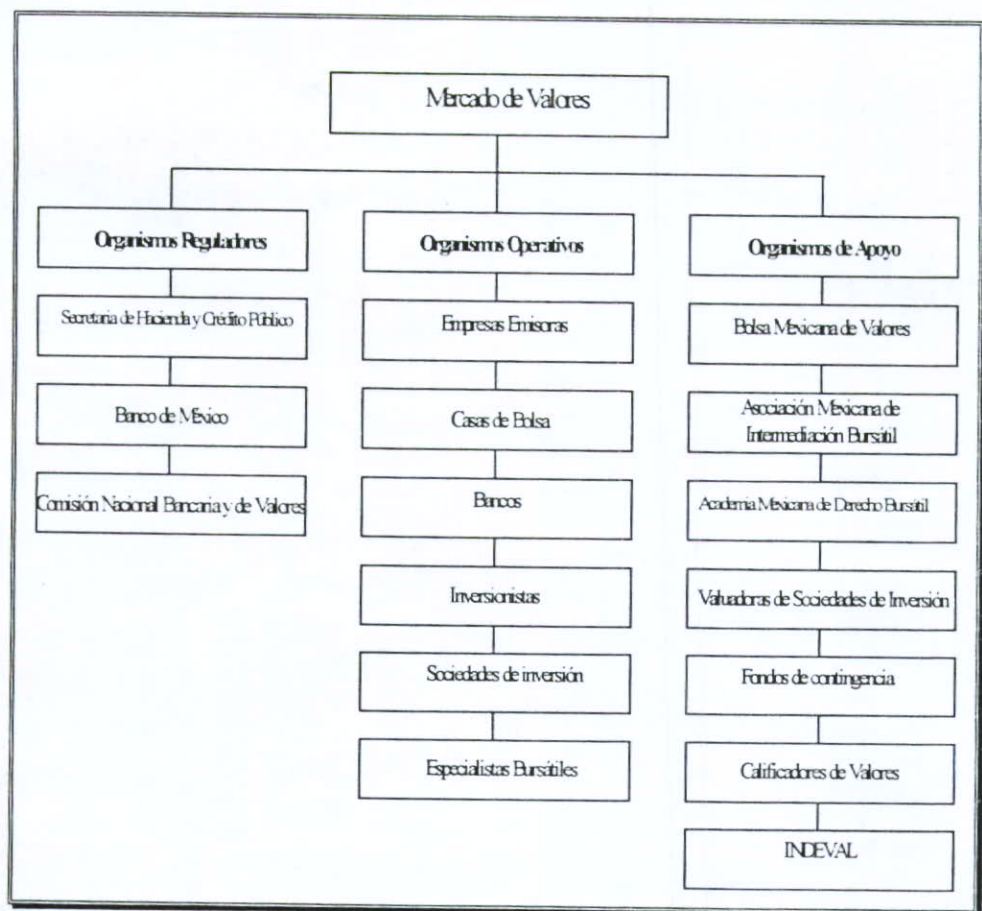 Mercado de Valores
Organismos Reguladores
Secretaria de Hacienda y Crédito Público
Banco de México
Comisión Nacional Bancaria y de Valores
Organismos Operativos
Empresas Emisoras
Casas de Bolsa
Bancos
Inversionistas
Sociedades de inversión
Especialistas Bursátiles
Organismos de Apoyo
Bolsa Mexicana de Valores
Asociación Mexicana de
Intermediación Bursátil
Academia Mexicana de Derecho Bursátil
Valuadoras de Sociedades de Inversión
Fondos de contingencia
Calificadores de Valores
INDEVAL